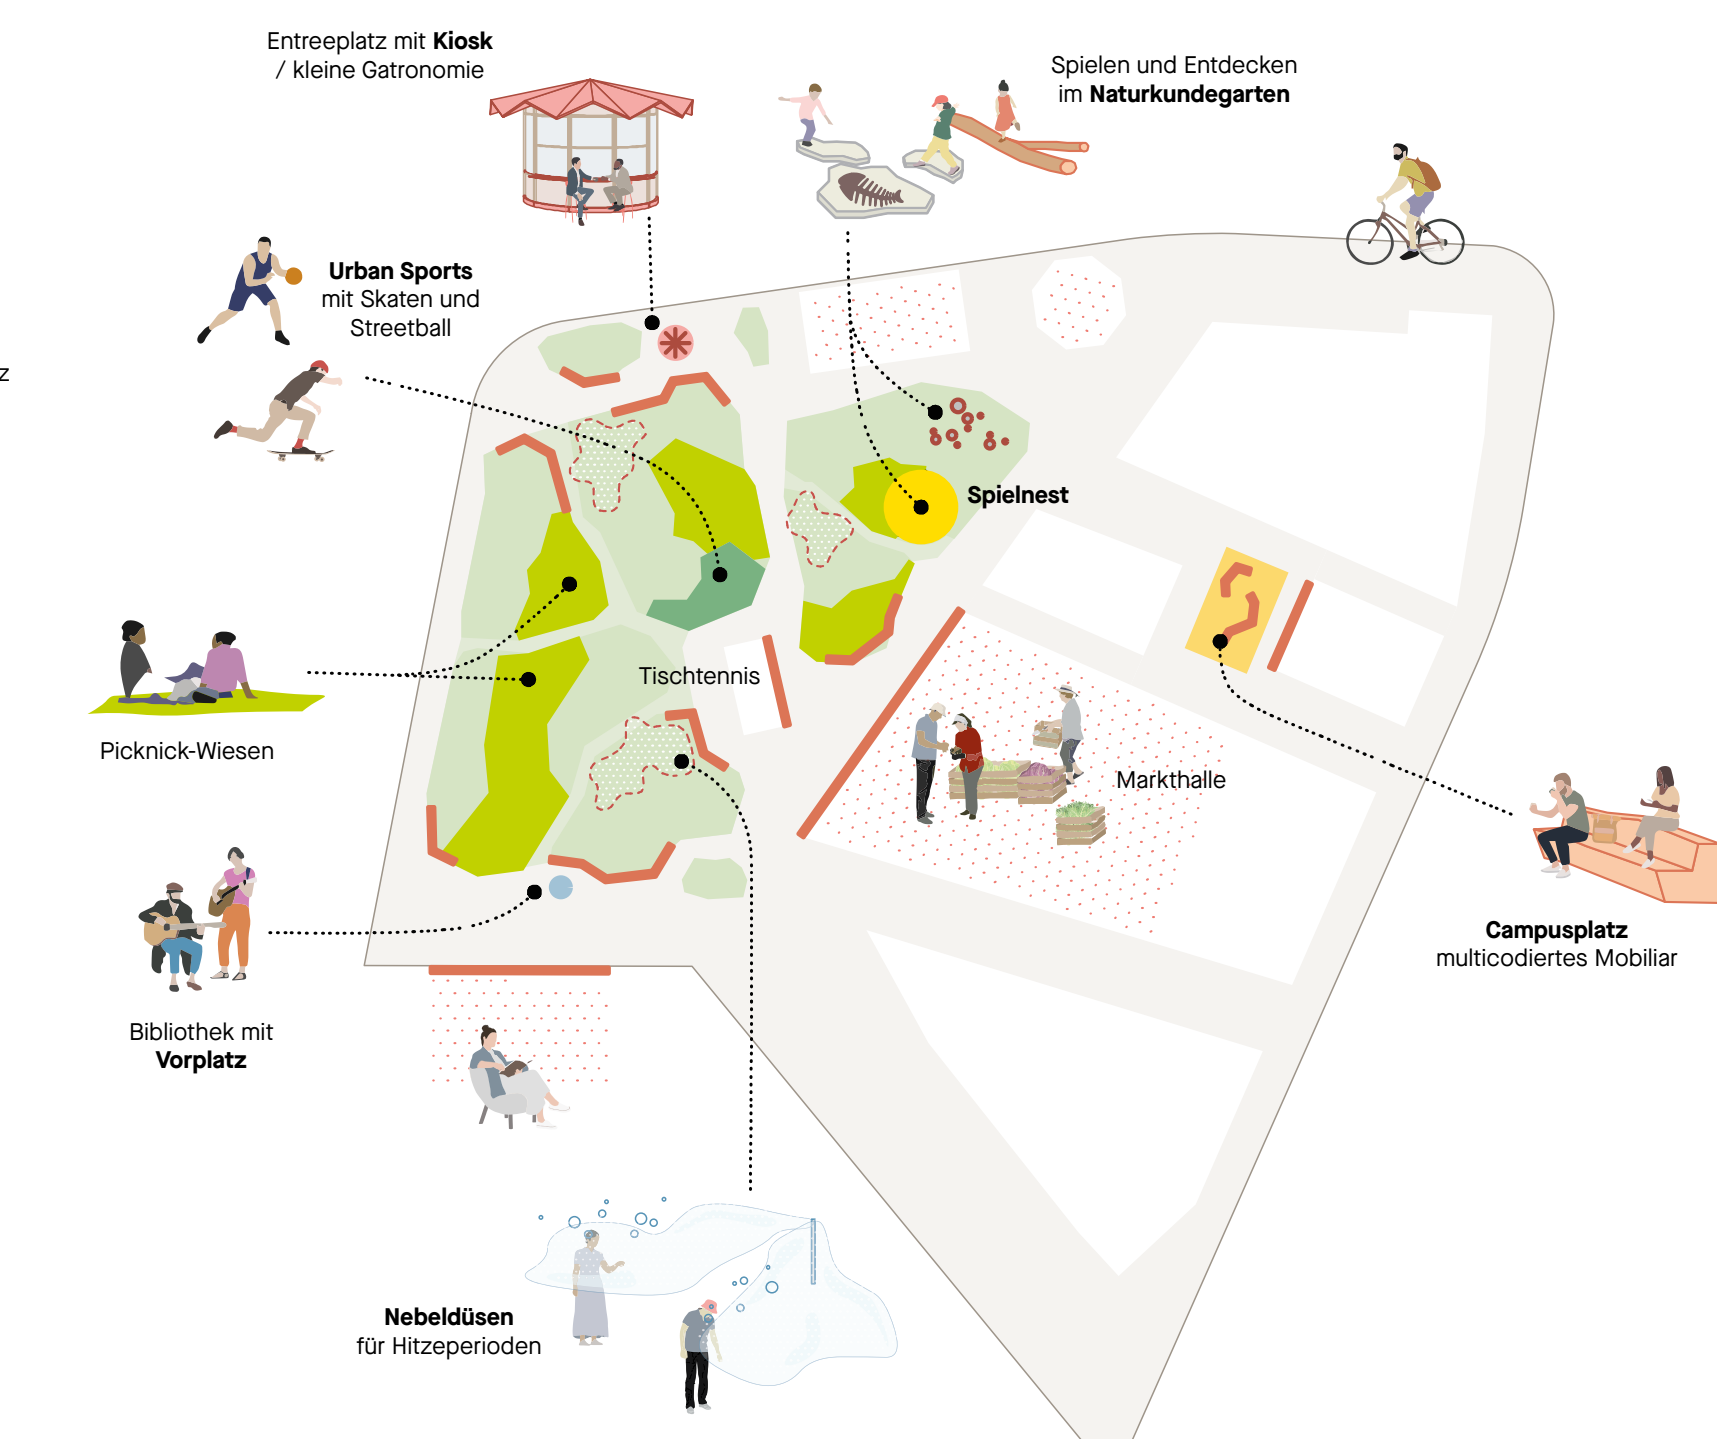 Entreeplatz mit Kiosk
/ kleine Gatronomie
Spielen und Entdecken
im Naturkundegarten
Urban Sports
mit Skaten und
Streetball
z
Spielnest
Tischtennis
Picknick-Wiesen
Markthalle
Campusplatz
multicodiertes Mobiliar
Bibliothek mit
Vorplatz
Nebeldüsen
für Hitzeperioden